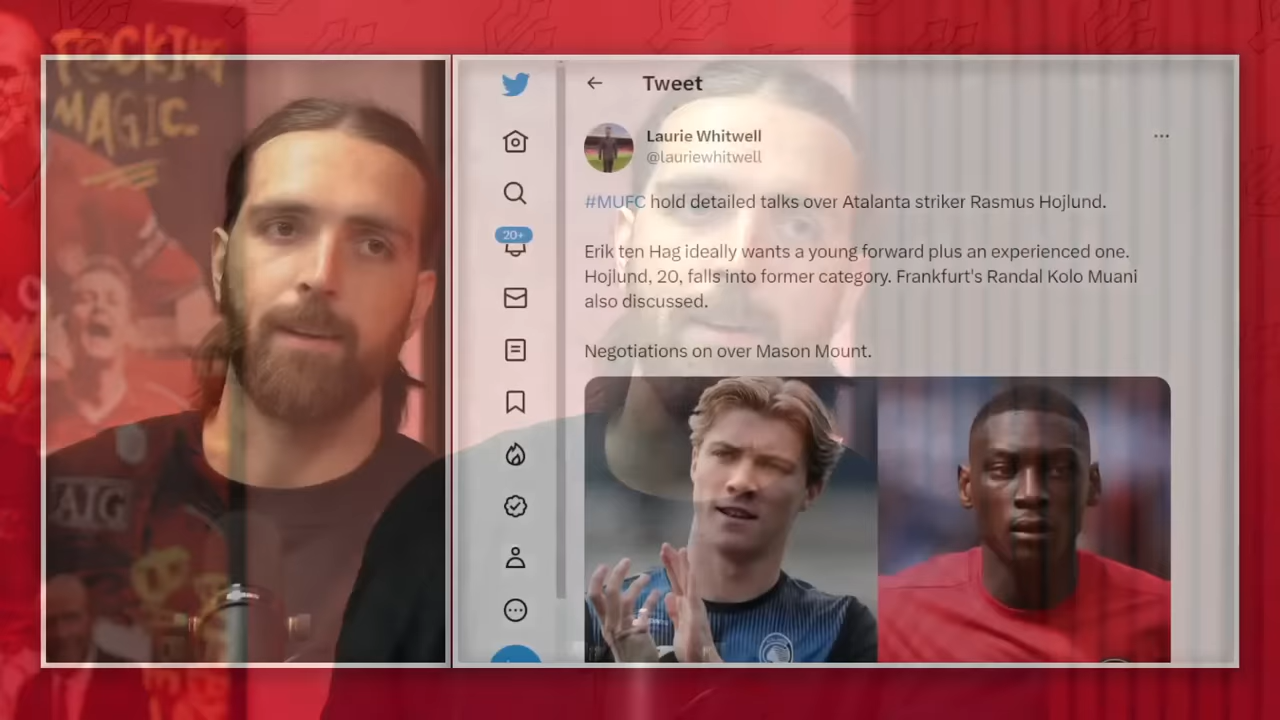 FECKIN
MAGIC.
AIG
Tweet
Laurie Whitwell
@lauriewhitwell
#MUFC hold detailed talks over Atalanta striker Rasmus Hojlund.
Erik ten Hag ideally wants a young forward plus an experienced one.
Hojlund, 20, falls into former category. Frankfurt's Randal Kolo Muani
also discussed.
Negotiations on over Mason Mount.
20+